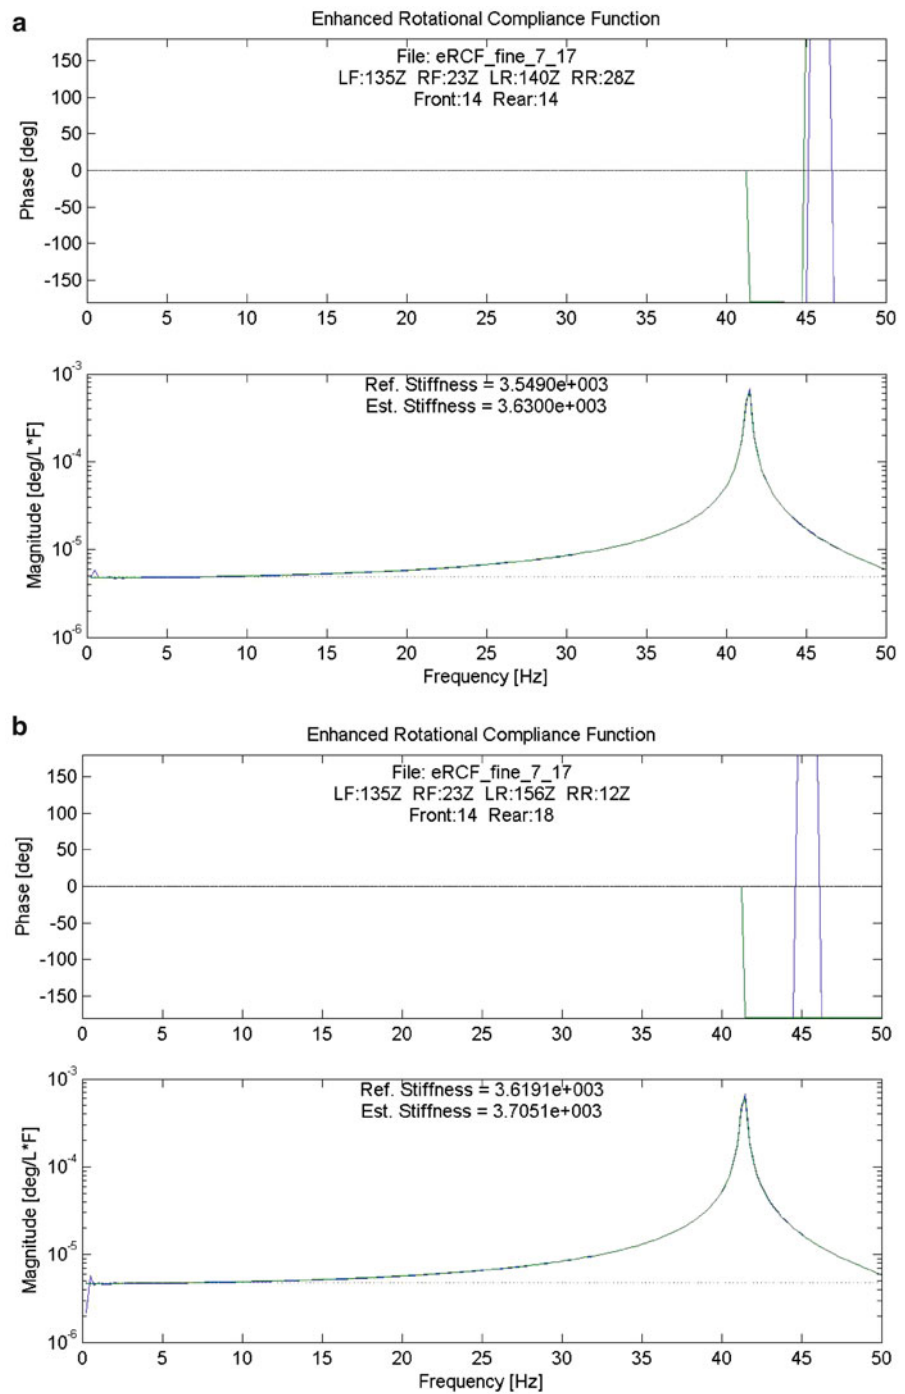 a
Enhanced Rotational Compliance Function
File: eRCF_fine_7_17
LF:135Z RF:23Z LR:140Z RR:28Z
Front:14 Rear:14
Phase [deg]
150
100
50
0
-50
-100
-150
0 5 10 15 20 25 30 35 40 45 50
Ref. Stiffness = 3.5490e+003
Est. Stiffness = 3.6300e+003
Magnitude [deg/L*F]
10-3
10-4
10-5
10-6
0 5 10 15 20 25 30 35 40 45 50
Frequency [Hz]
b
Enhanced Rotational Compliance Function
File: eRCF_fine_7_17
LF:135Z RF:23Z LR:156Z RR:12Z
Front:14 Rear:18
Phase [deg]
150
100
50
0
-50
-100
-150
0 5 10 15 20 25 30 35 40 45 50
Ref. Stiffness = 3.6191e+003
Est. Stiffness = 3.7051e+003
Magnitude [deg/L*F]
10-3
10-4
10-5
10-6
0 5 10 15 20 25 30 35 40 45 50
Frequency [Hz]